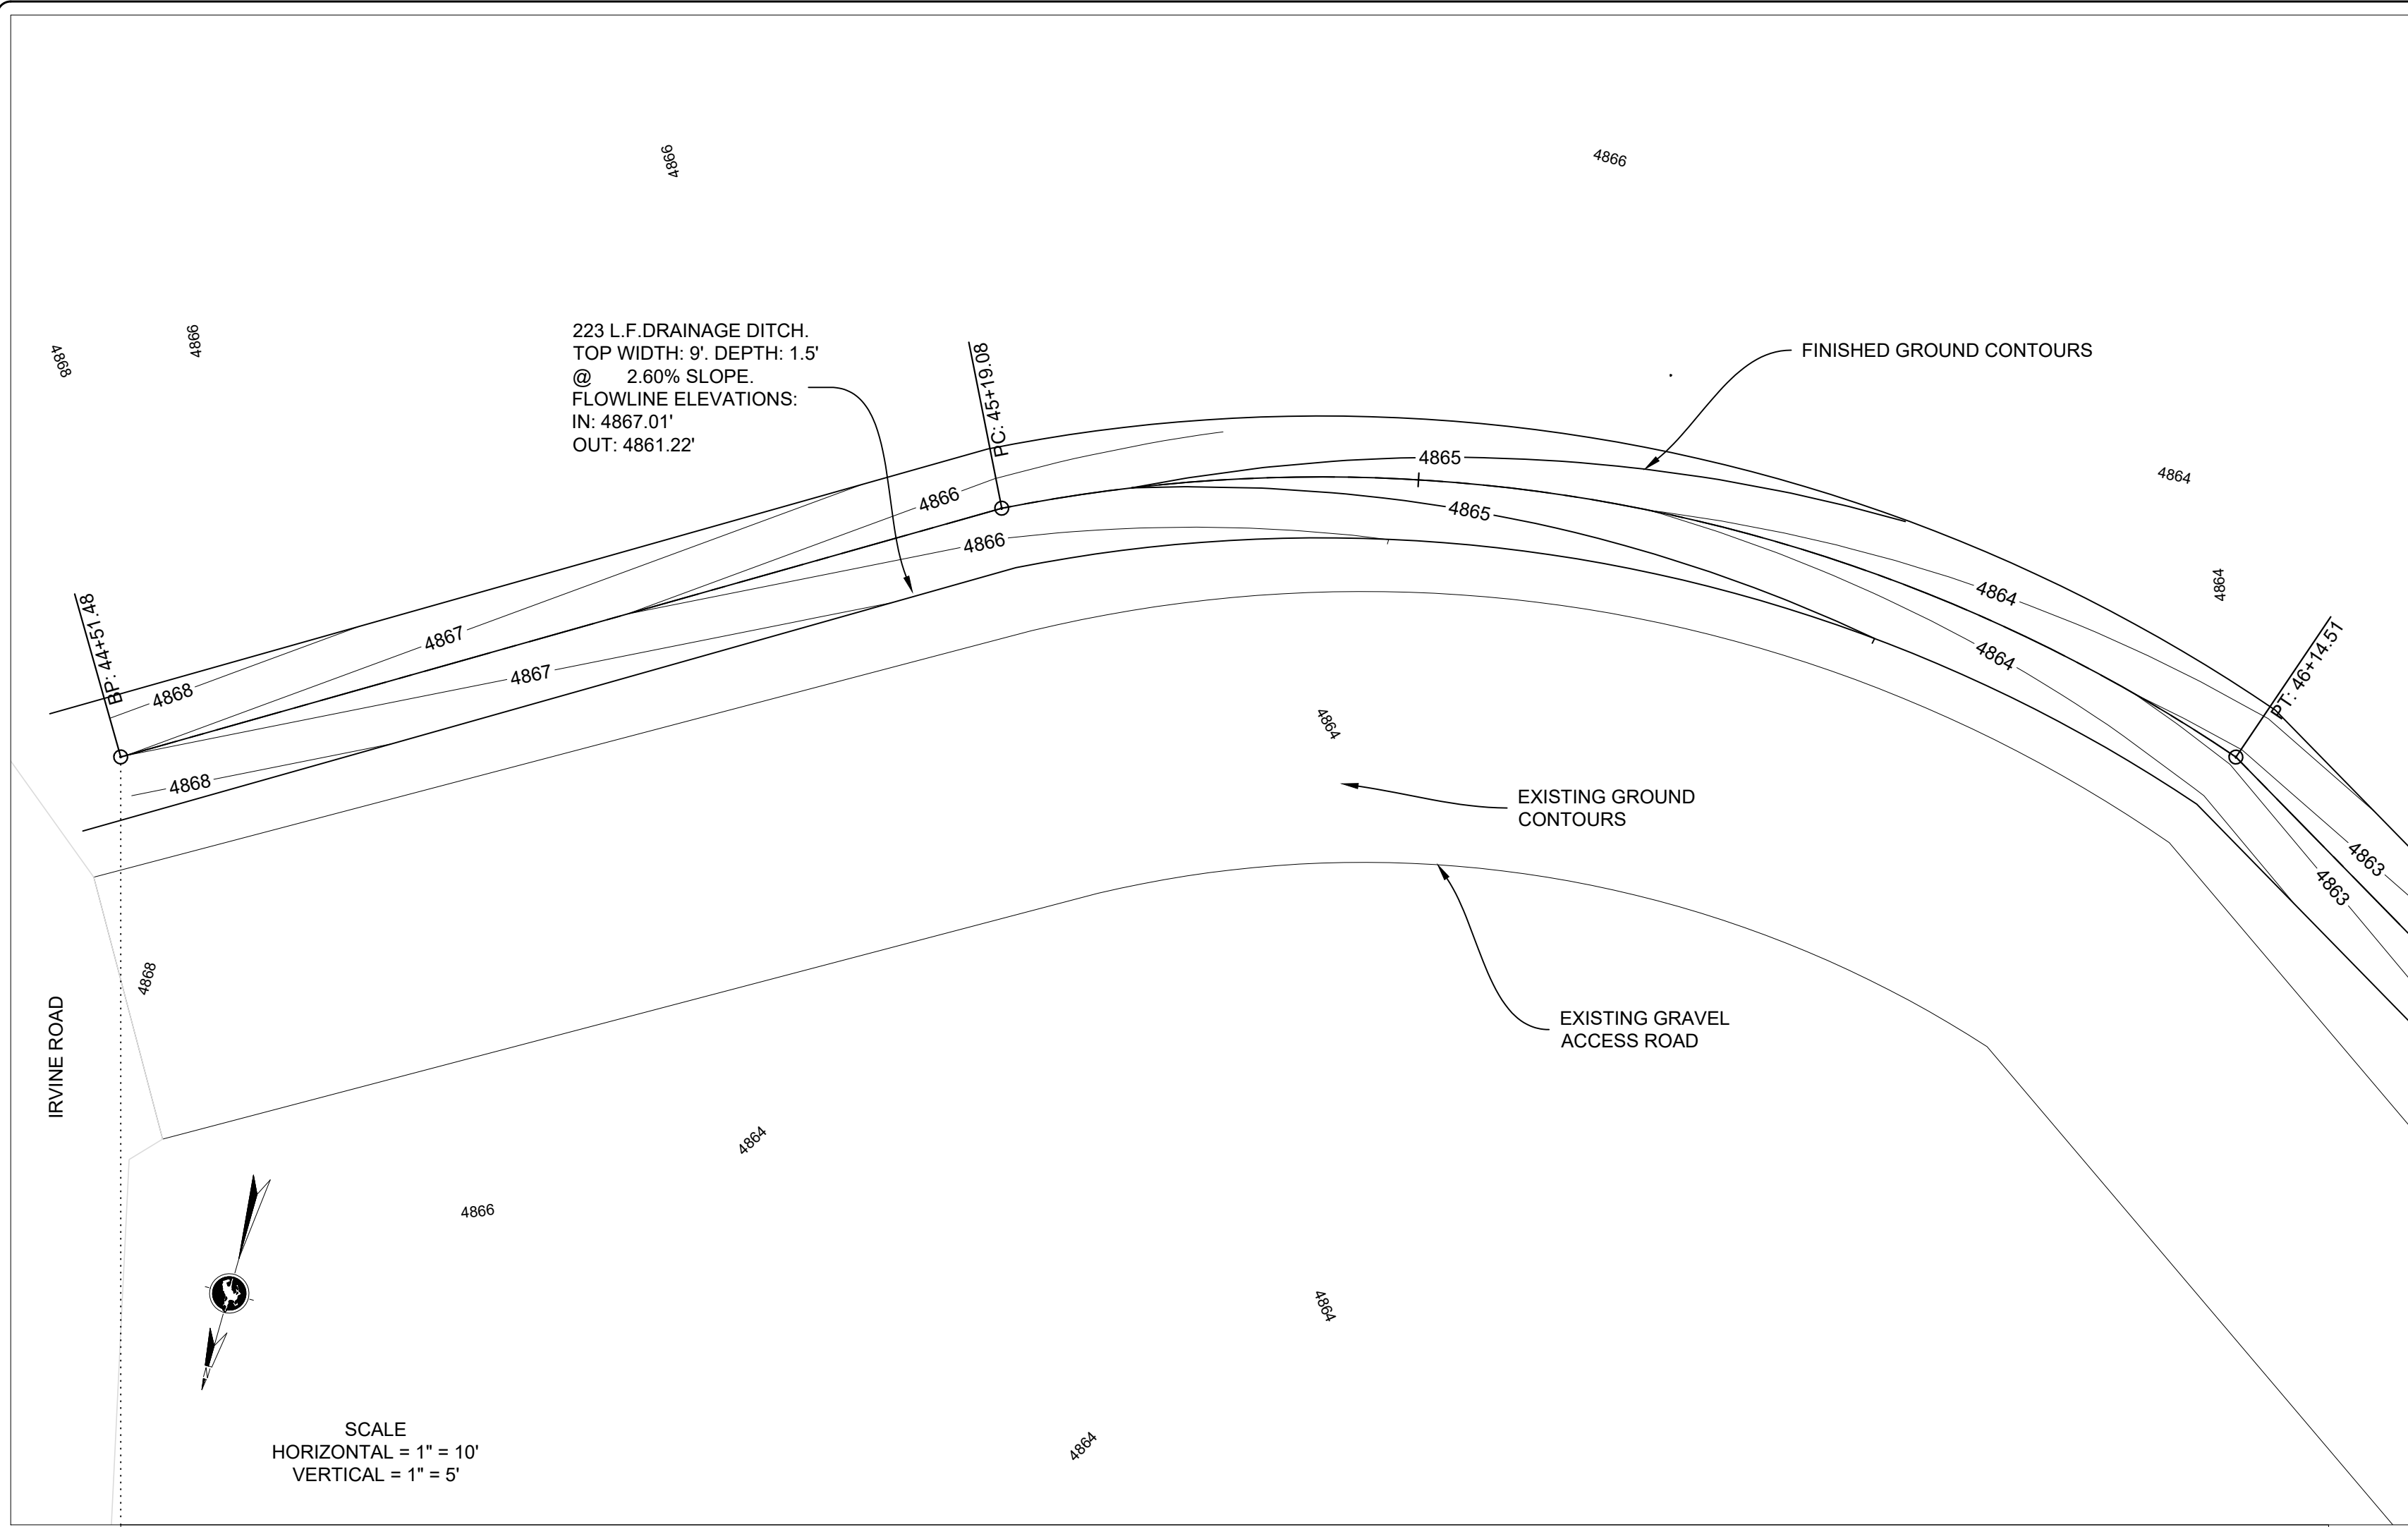 4866
4866
4868
4866
223 L.F.DRAINAGE DITCH.
TOP WIDTH: 9'. DEPTH: 1.5'
@ 2.60% SLOPE.
FLOWLINE ELEVATIONS:
IN: 4867.01'
OUT: 4861.22'
PC: 45+19.08
FINISHED GROUND CONTOURS
4865
4864
4866
4865
4866
4864
4864
BP: 44+51.48
4867
4864
4867
PT: 46+14.51
4868
4868
4864
EXISTING GROUND
CONTOURS
4863
4863
4868
IRVINE ROAD
EXISTING GRAVEL
ACCESS ROAD
4864
4866
4864
N
SCALE
HORIZONTAL = 1" = 10'
VERTICAL = 1" = 5'
4864